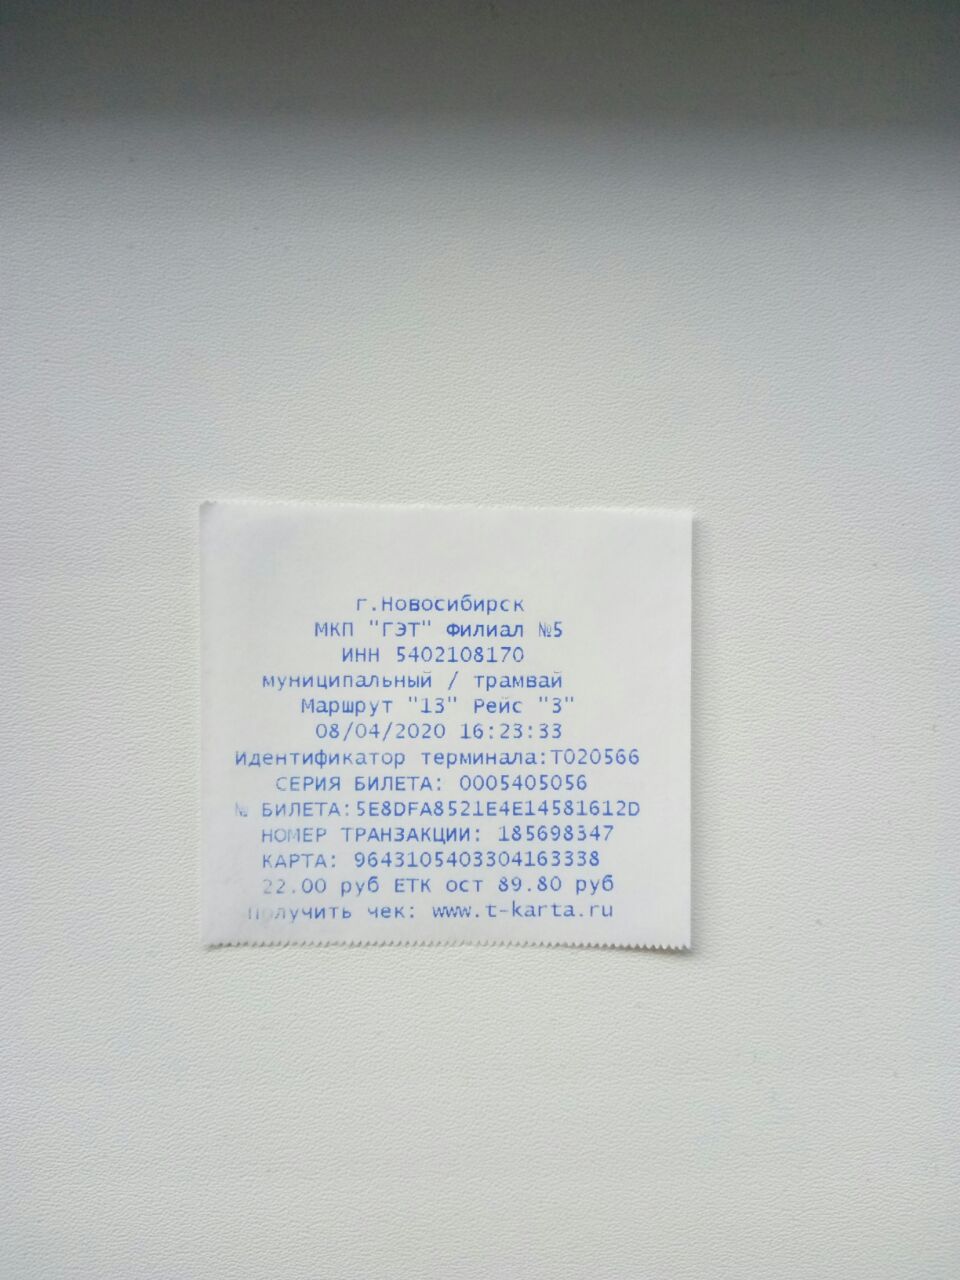 г.Новосибирск
МКП "ГЭТ" Филиал №5
ИНН 5402108170
муниципальный / трамвай
Маршрут "13" Рейс "3"
08/04/2020 16:23:33
Идентификатор терминала:T020566
СЕРИЯ БИЛЕТА: 0005405056
№ БИЛЕТА:5E8DFA8521E4E14581612D
НОМЕР ТРАНЗАКЦИИ: 185698347
КАРТА: 9643105403304163338
22.00 руб ЕТК ост 89.80 руб
Получить чек: www.t-karta.ru